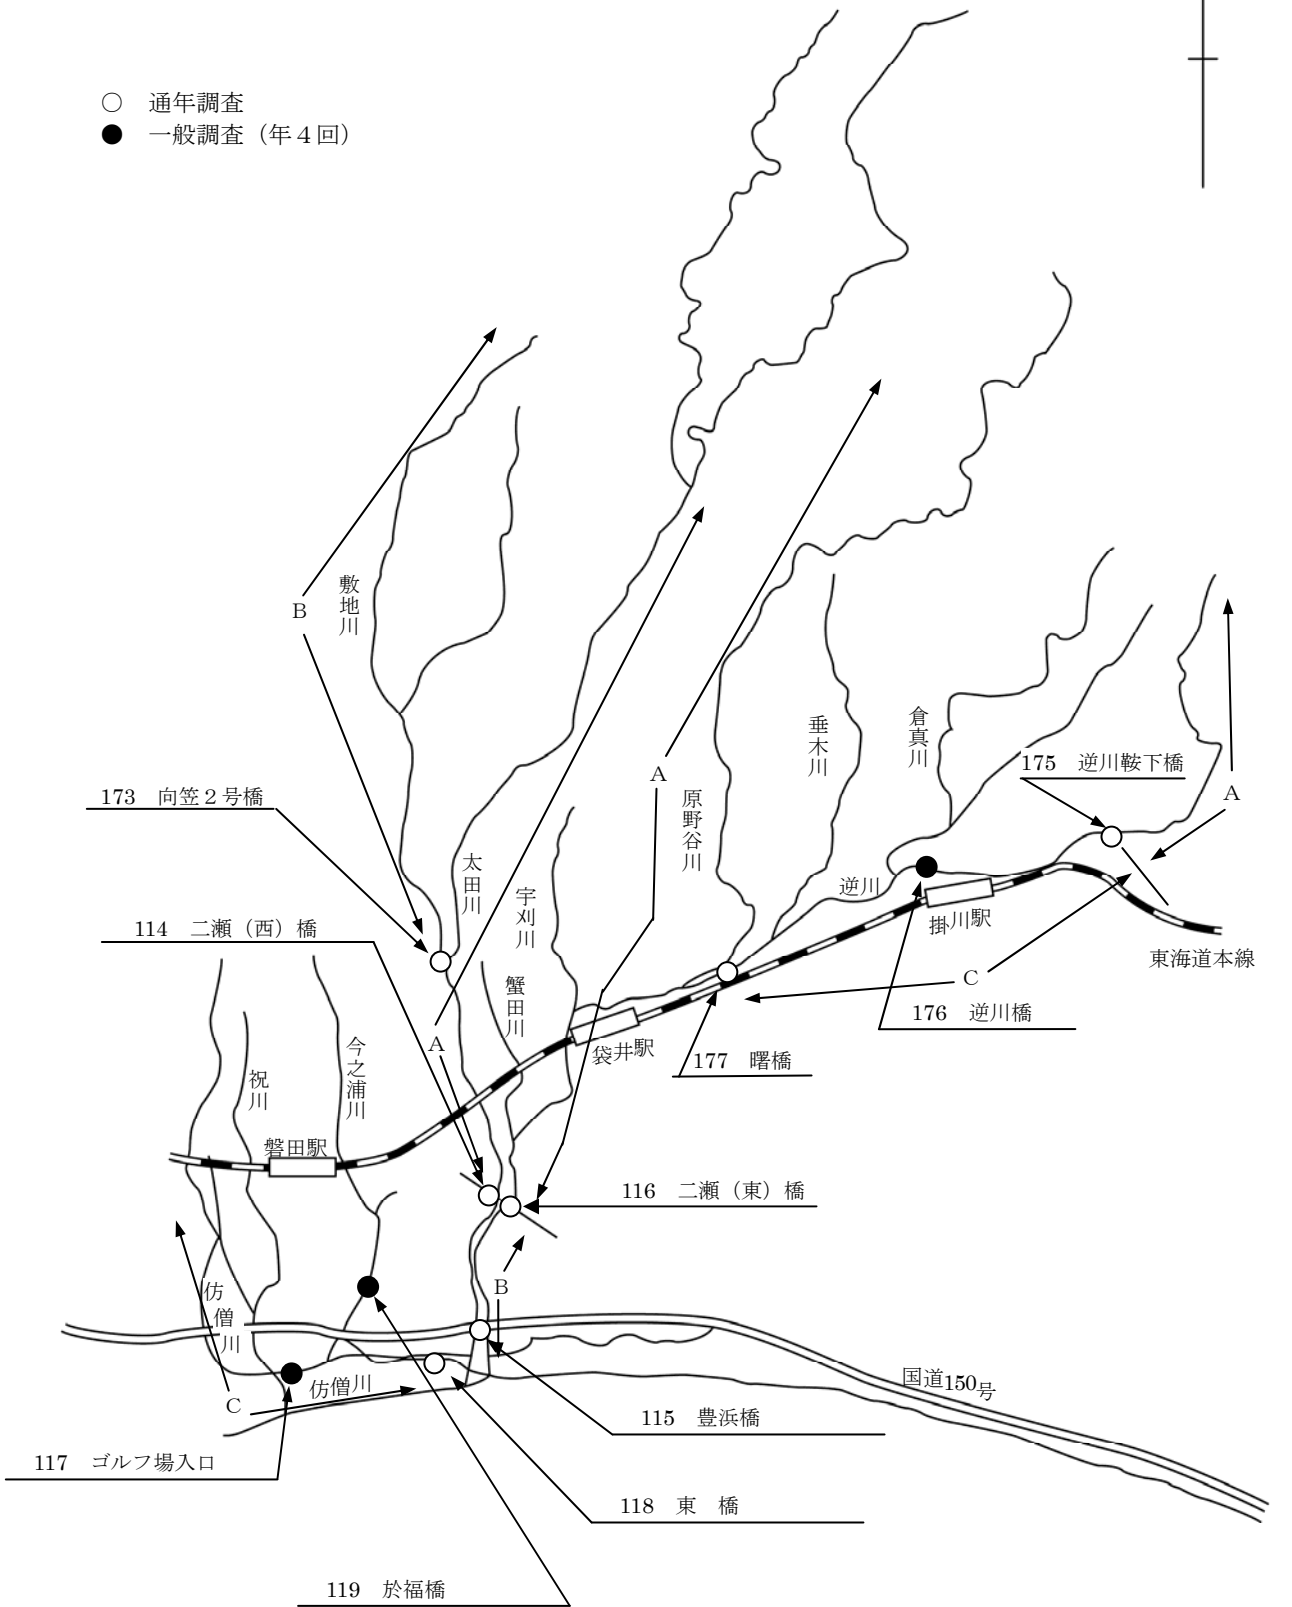 ○ 通年調査
● 一般調査（年４回）
敷地川
B
A
垂木川
倉真川
175 逆川鞍下橋
A
173 向笠２号橋
原野谷川
太田川
宇刈川
逆川
掛川駅
114 二瀬（西）橋
東海道本線
蟹田川
C
176 逆川橋
A
袋井駅
177 曙橋
今之浦川
祝川
磐田駅
116 二瀬（東）橋
B
仿僧川
国道150号
仿僧川
C
115 豊浜橋
117 ゴルフ場入口
118 東 橋
119 於福橋